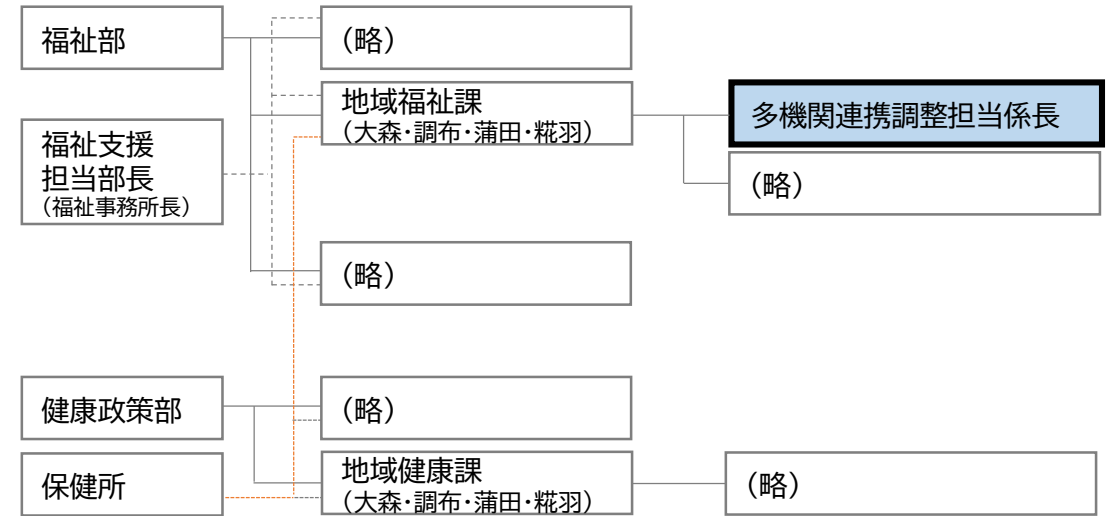 福祉部
（略）
地域福祉課
（大森・調布・蒲田・糀羽）
多機関連携調整担当係長
（略）
福祉支援
担当部長
（福祉事務所長）
（略）
健康政策部
（略）
保健所
地域健康課
（大森・調布・蒲田・糀羽）
（略）